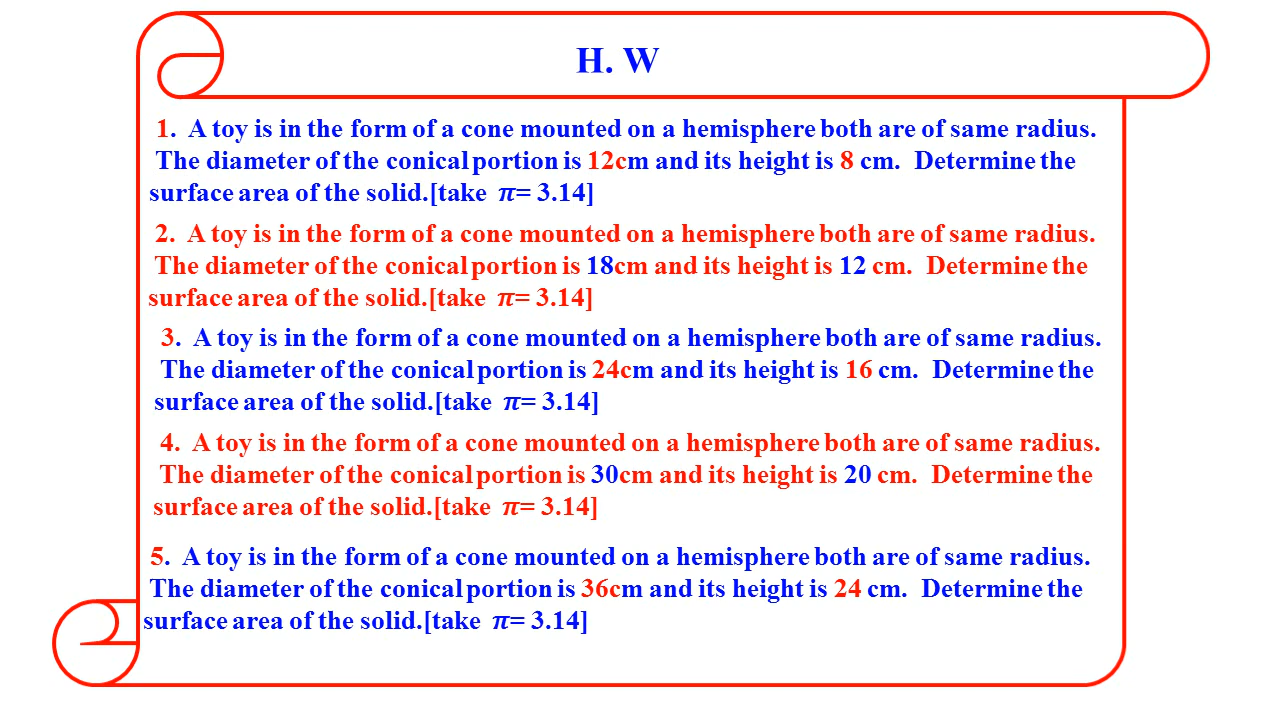 H. W
1. A toy is in the form of a cone mounted on a hemisphere both are of same radius.
The diameter of the conical portion is 12cm and its height is 8 cm. Determine the
surface area of the solid.[take π= 3.14]
2. A toy is in the form of a cone mounted on a hemisphere both are of same radius.
The diameter of the conical portion is 18cm and its height is 12 cm. Determine the
surface area of the solid.[take π= 3.14]
3. A toy is in the form of a cone mounted on a hemisphere both are of same radius.
The diameter of the conical portion is 24cm and its height is 16 cm. Determine the
surface area of the solid.[take π= 3.14]
4. A toy is in the form of a cone mounted on a hemisphere both are of same radius.
The diameter of the conical portion is 30cm and its height is 20 cm. Determine the
surface area of the solid.[take π= 3.14]
5. A toy is in the form of a cone mounted on a hemisphere both are of same radius.
The diameter of the conical portion is 36cm and its height is 24 cm. Determine the
surface area of the solid.[take π= 3.14]